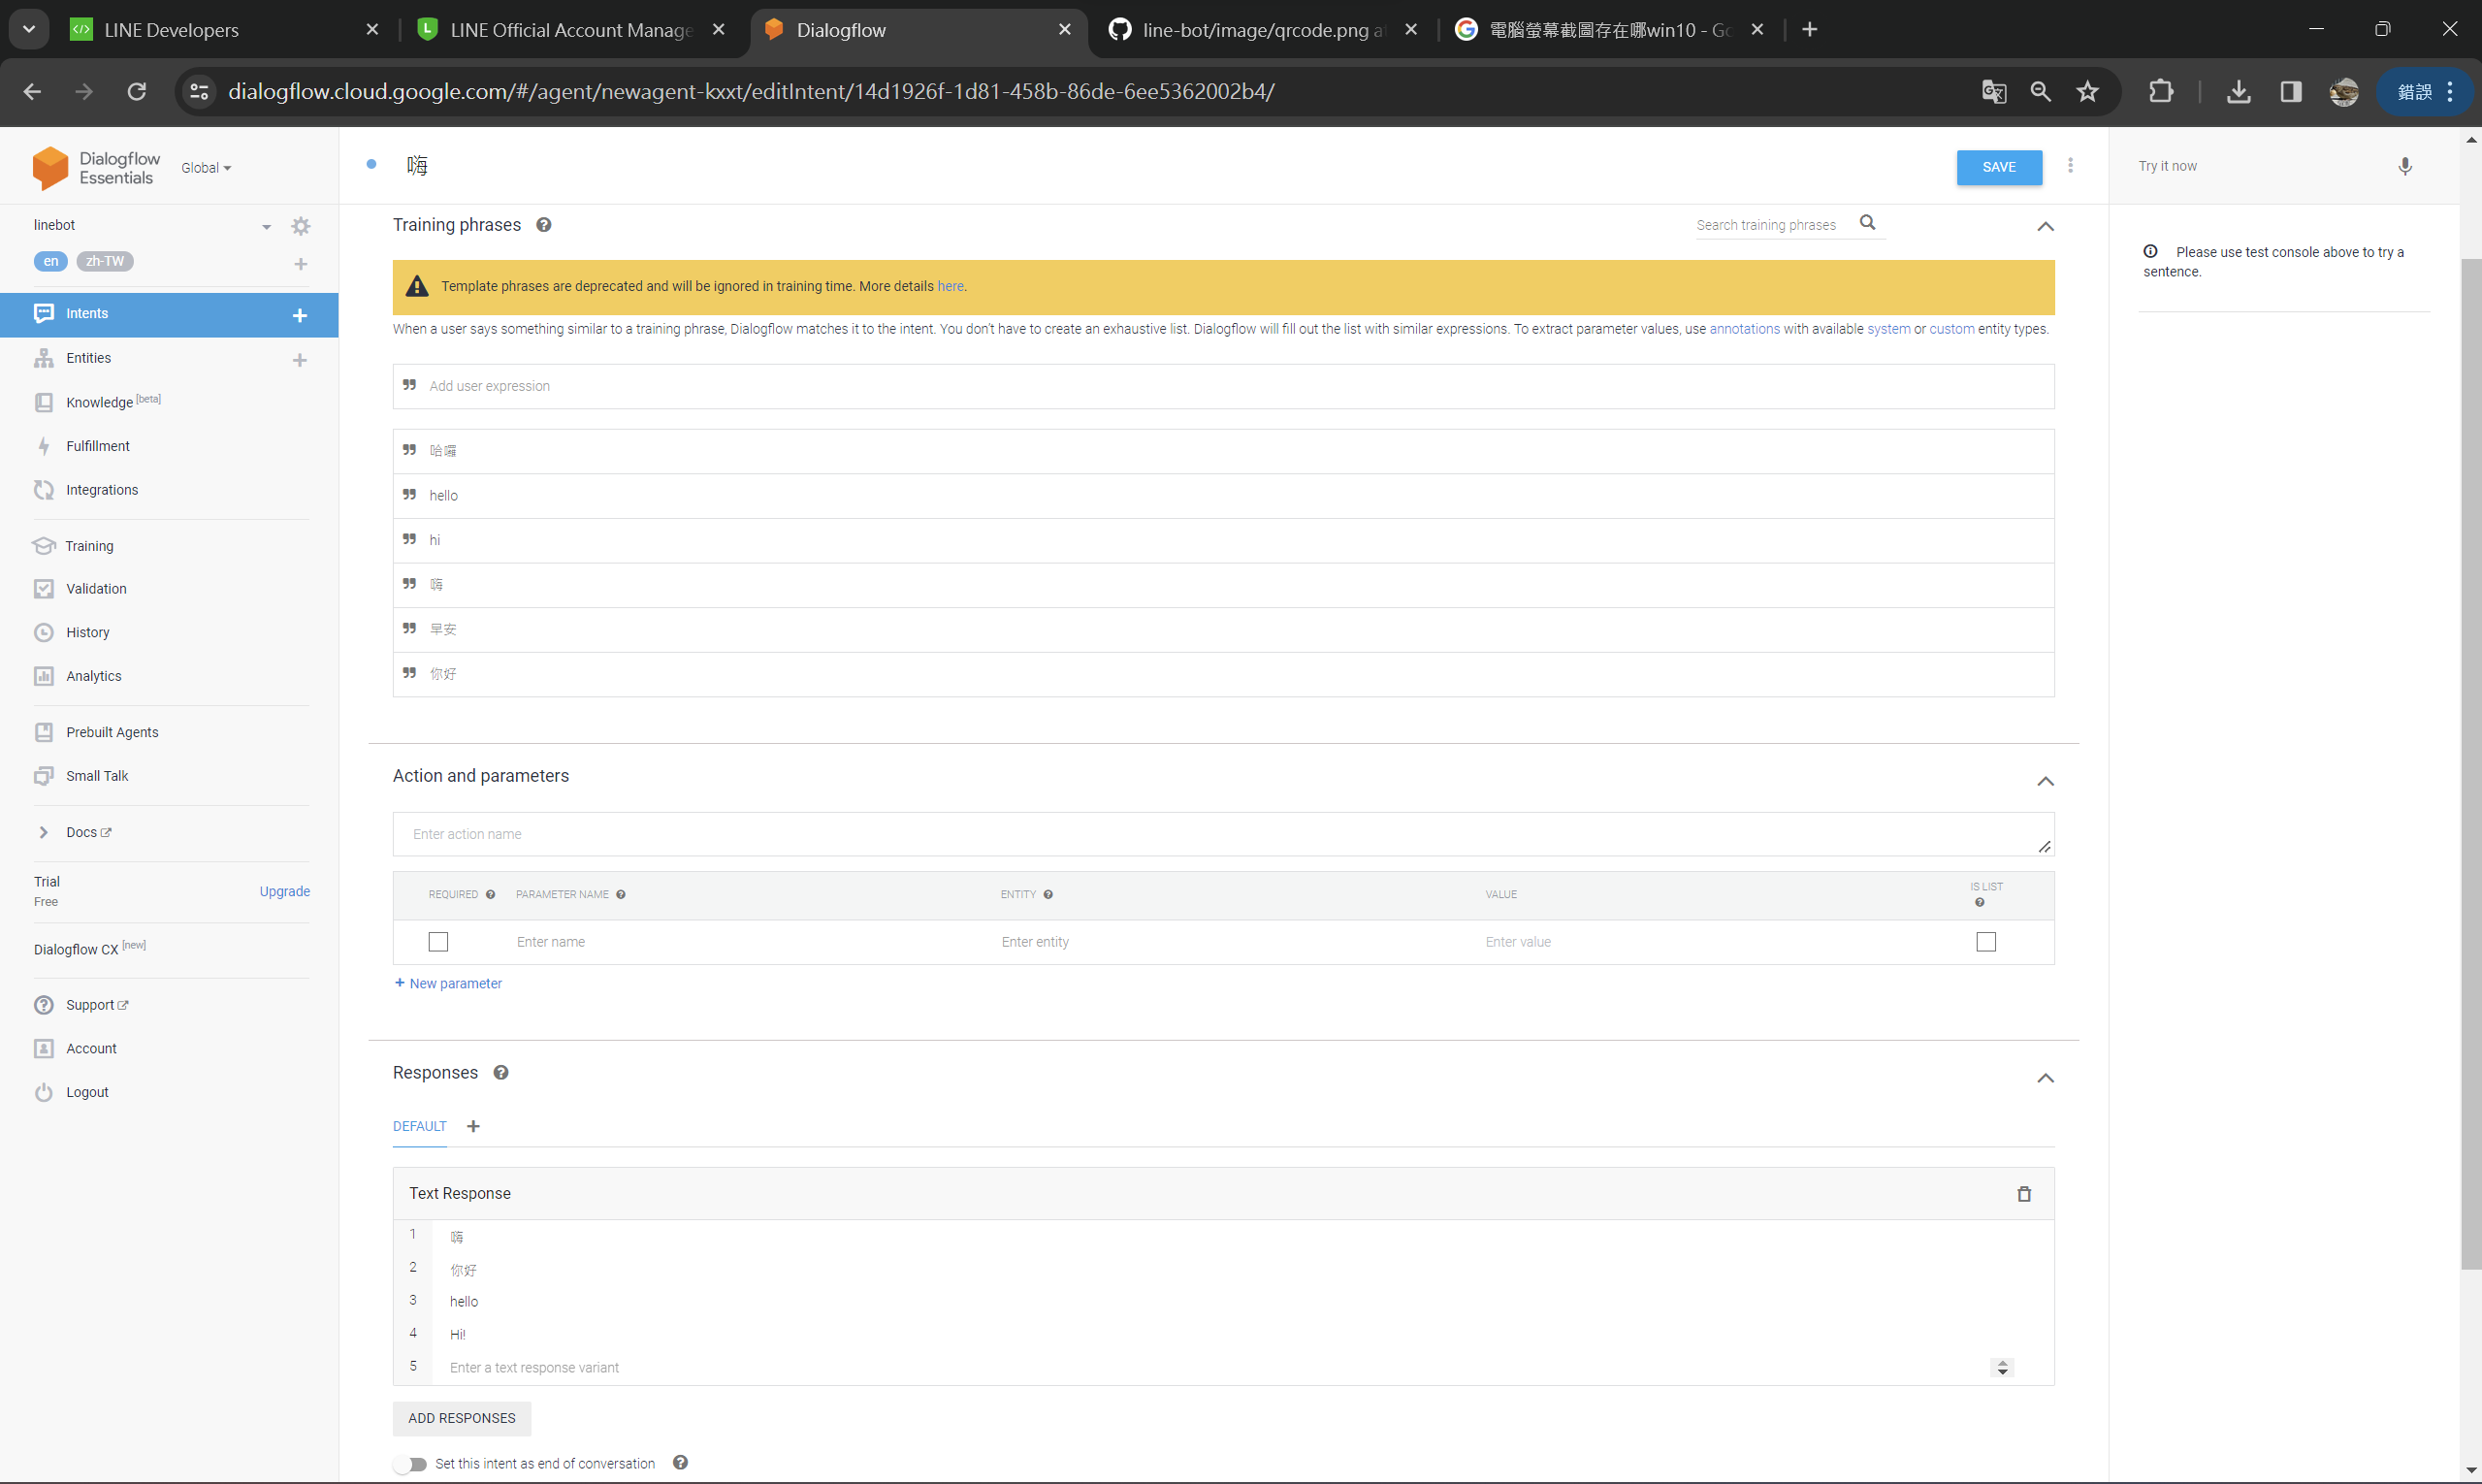 LINE Developers
LINE Official Account Manage
Dialogflow
line-bot/image/qrcode.png a
電腦螢幕截圖存在哪win10 - Go
dialogflow.cloud.google.com/#/agent/newagent-kxxt/editIntent/14d1926f-1d81-458b-86de-6ee5362002b4/
錯誤
Dialogflow
Essentials
Global
linebot
en
zh-TW
Intents
Entities
Knowledge [beta]
Fulfillment
Integrations
Training
Validation
History
Analytics
Prebuilt Agents
Small Talk
Docs
Trial
Free
Upgrade
Dialogflow CX [new]
Support
Account
Logout
嗨
SAVE
Training phrases
Search training phrases
Template phrases are deprecated and will be ignored in training time. More details here.
When a user says something similar to a training phrase, Dialogflow matches it to the intent. You don't have to create an exhaustive list. Dialogflow will fill out the list with similar expressions. To extract parameter values, use annotations with available system or custom entity types.
Add user expression
哈囉
hello
hi
嗨
早安
你好
Action and parameters
Enter action name
REQUIRED
PARAMETER NAME
ENTITY
VALUE
IS LIST
Enter name
Enter entity
Enter value
+ New parameter
Responses
DEFAULT
Text Response
1 嗨
2 你好
3 hello
4 Hi!
5 Enter a text response variant
ADD RESPONSES
Set this intent as end of conversation
Try it now
Please use test console above to try a
sentence.